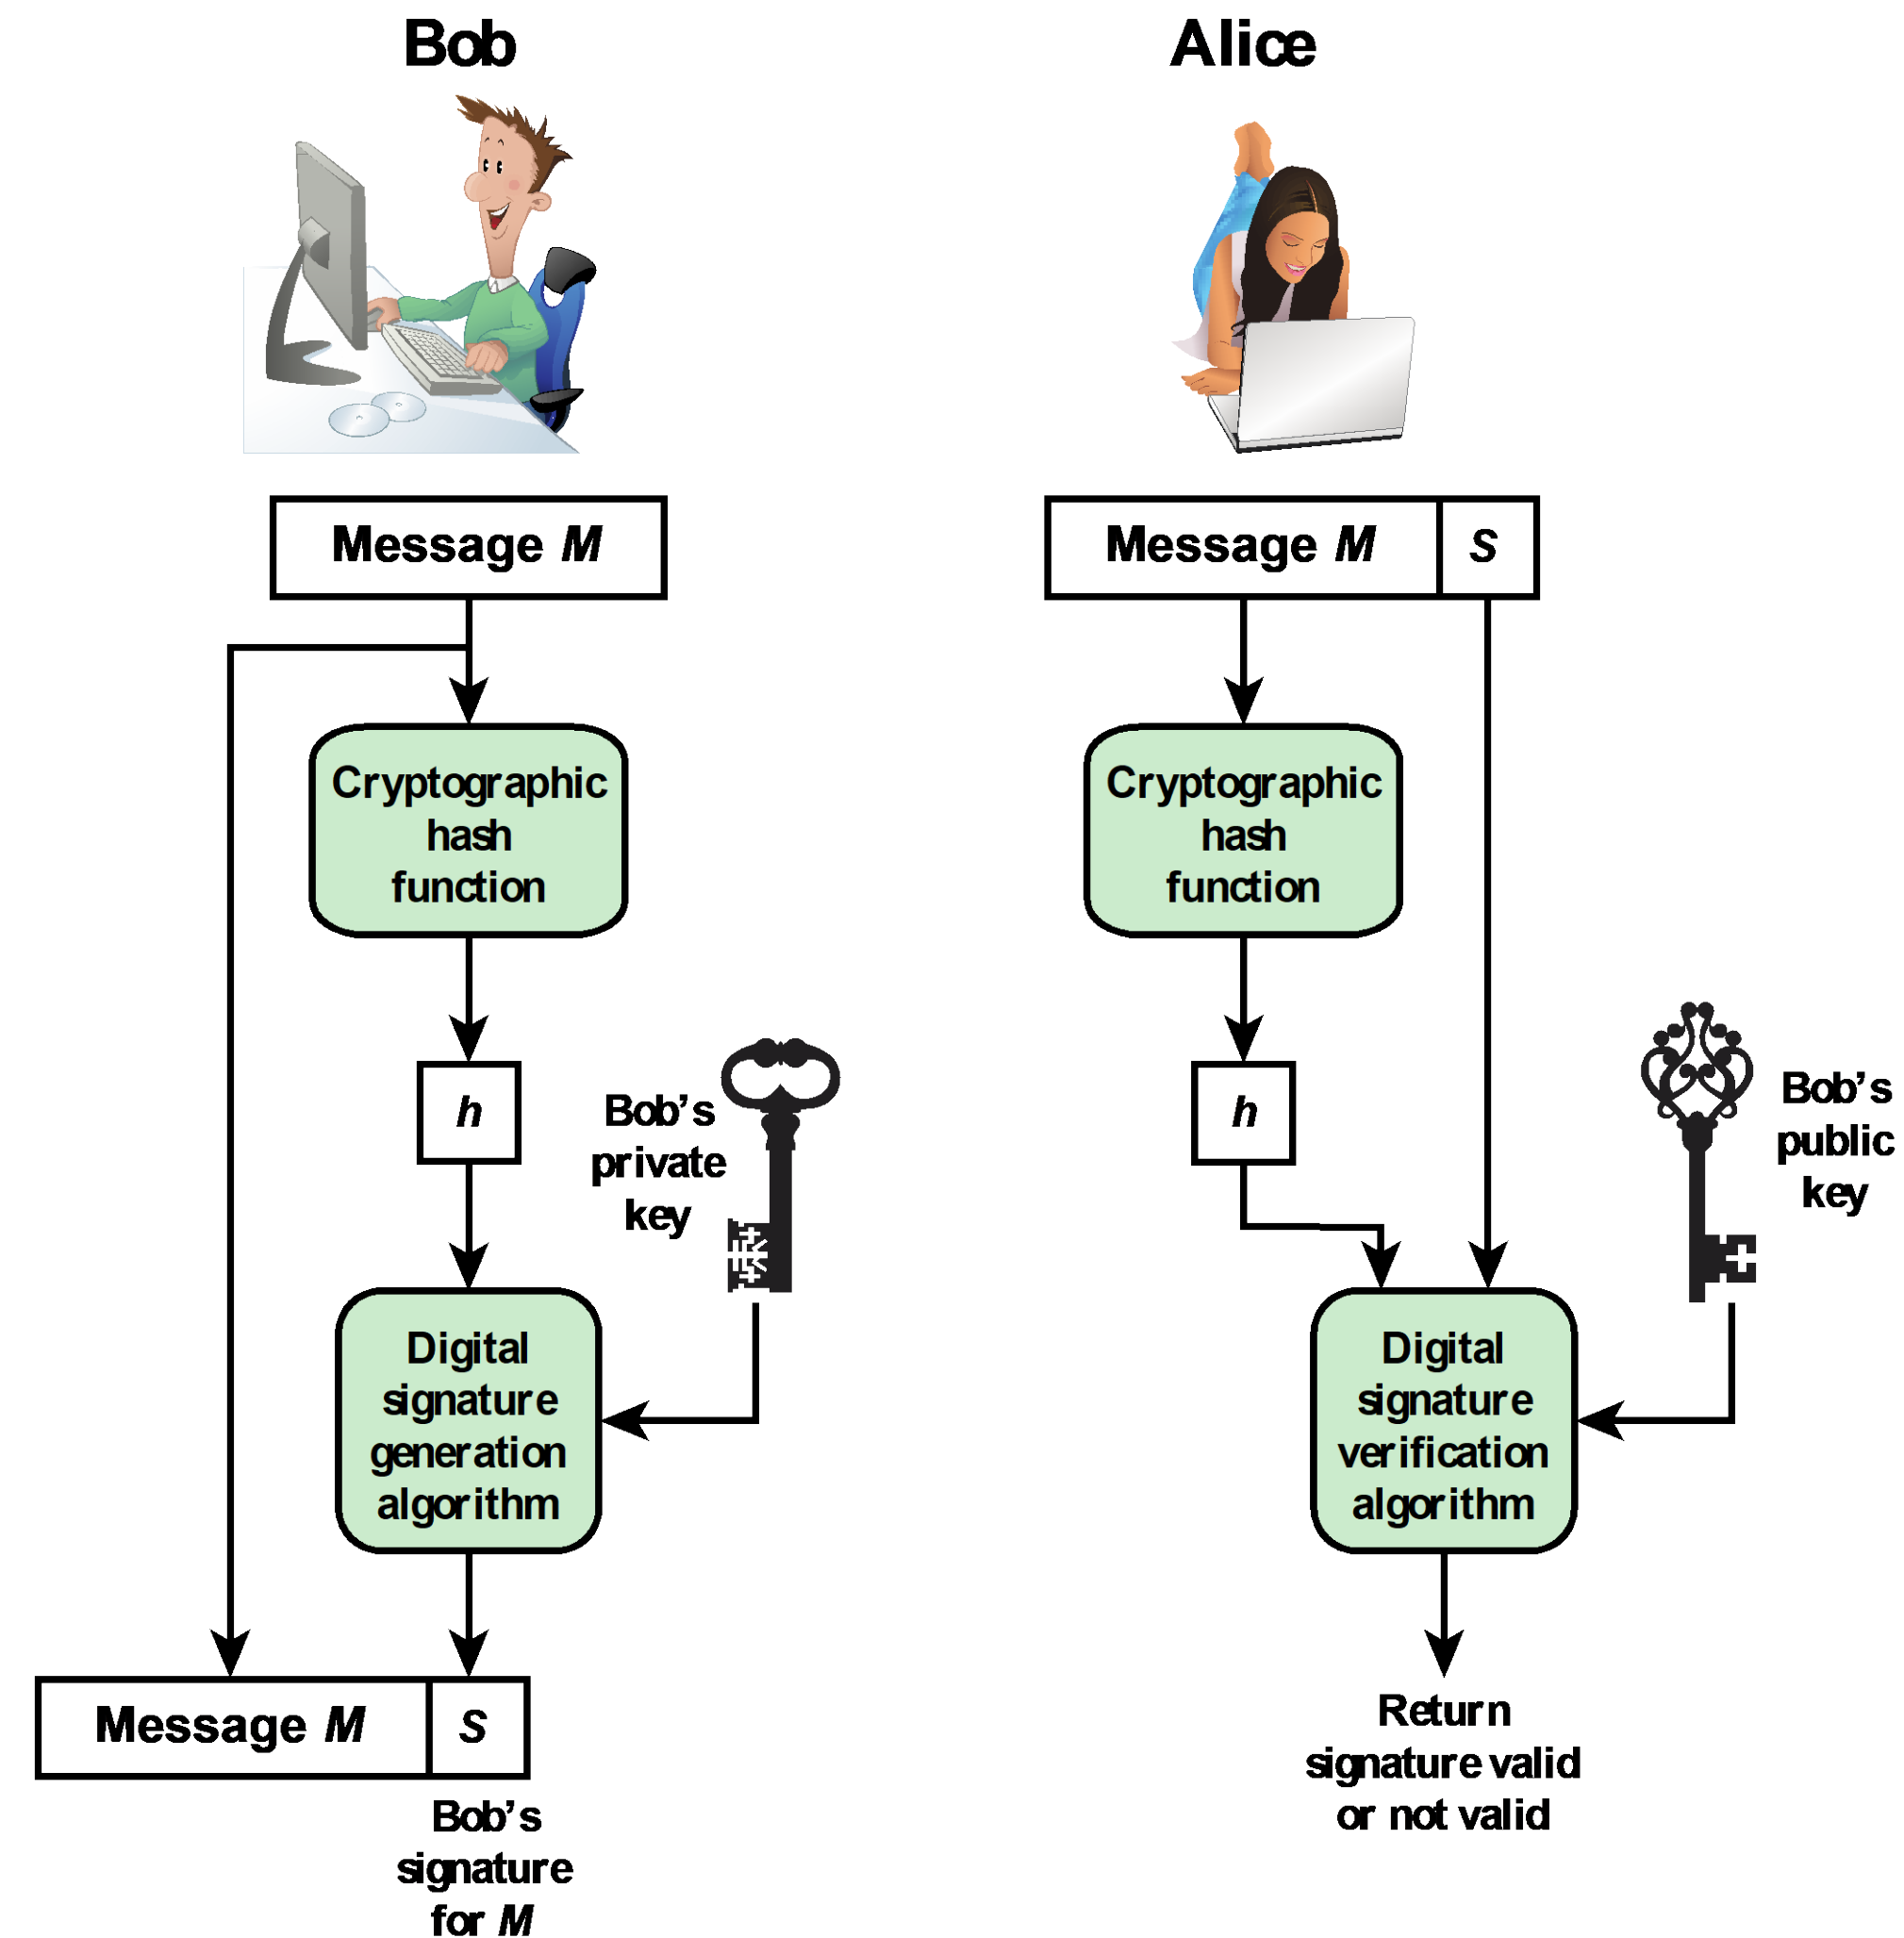 Bob
Message M
Cryptographic
hash
function
h
Bob's
private
key
Digital
signature
generation
algorithm
Message M
S
Bob's
signature
for M
Alice
Message M
S
Cryptographic
hash
function
h
Bob's
public
key
Digital
signature
verification
algorithm
Return
signature valid
or not valid